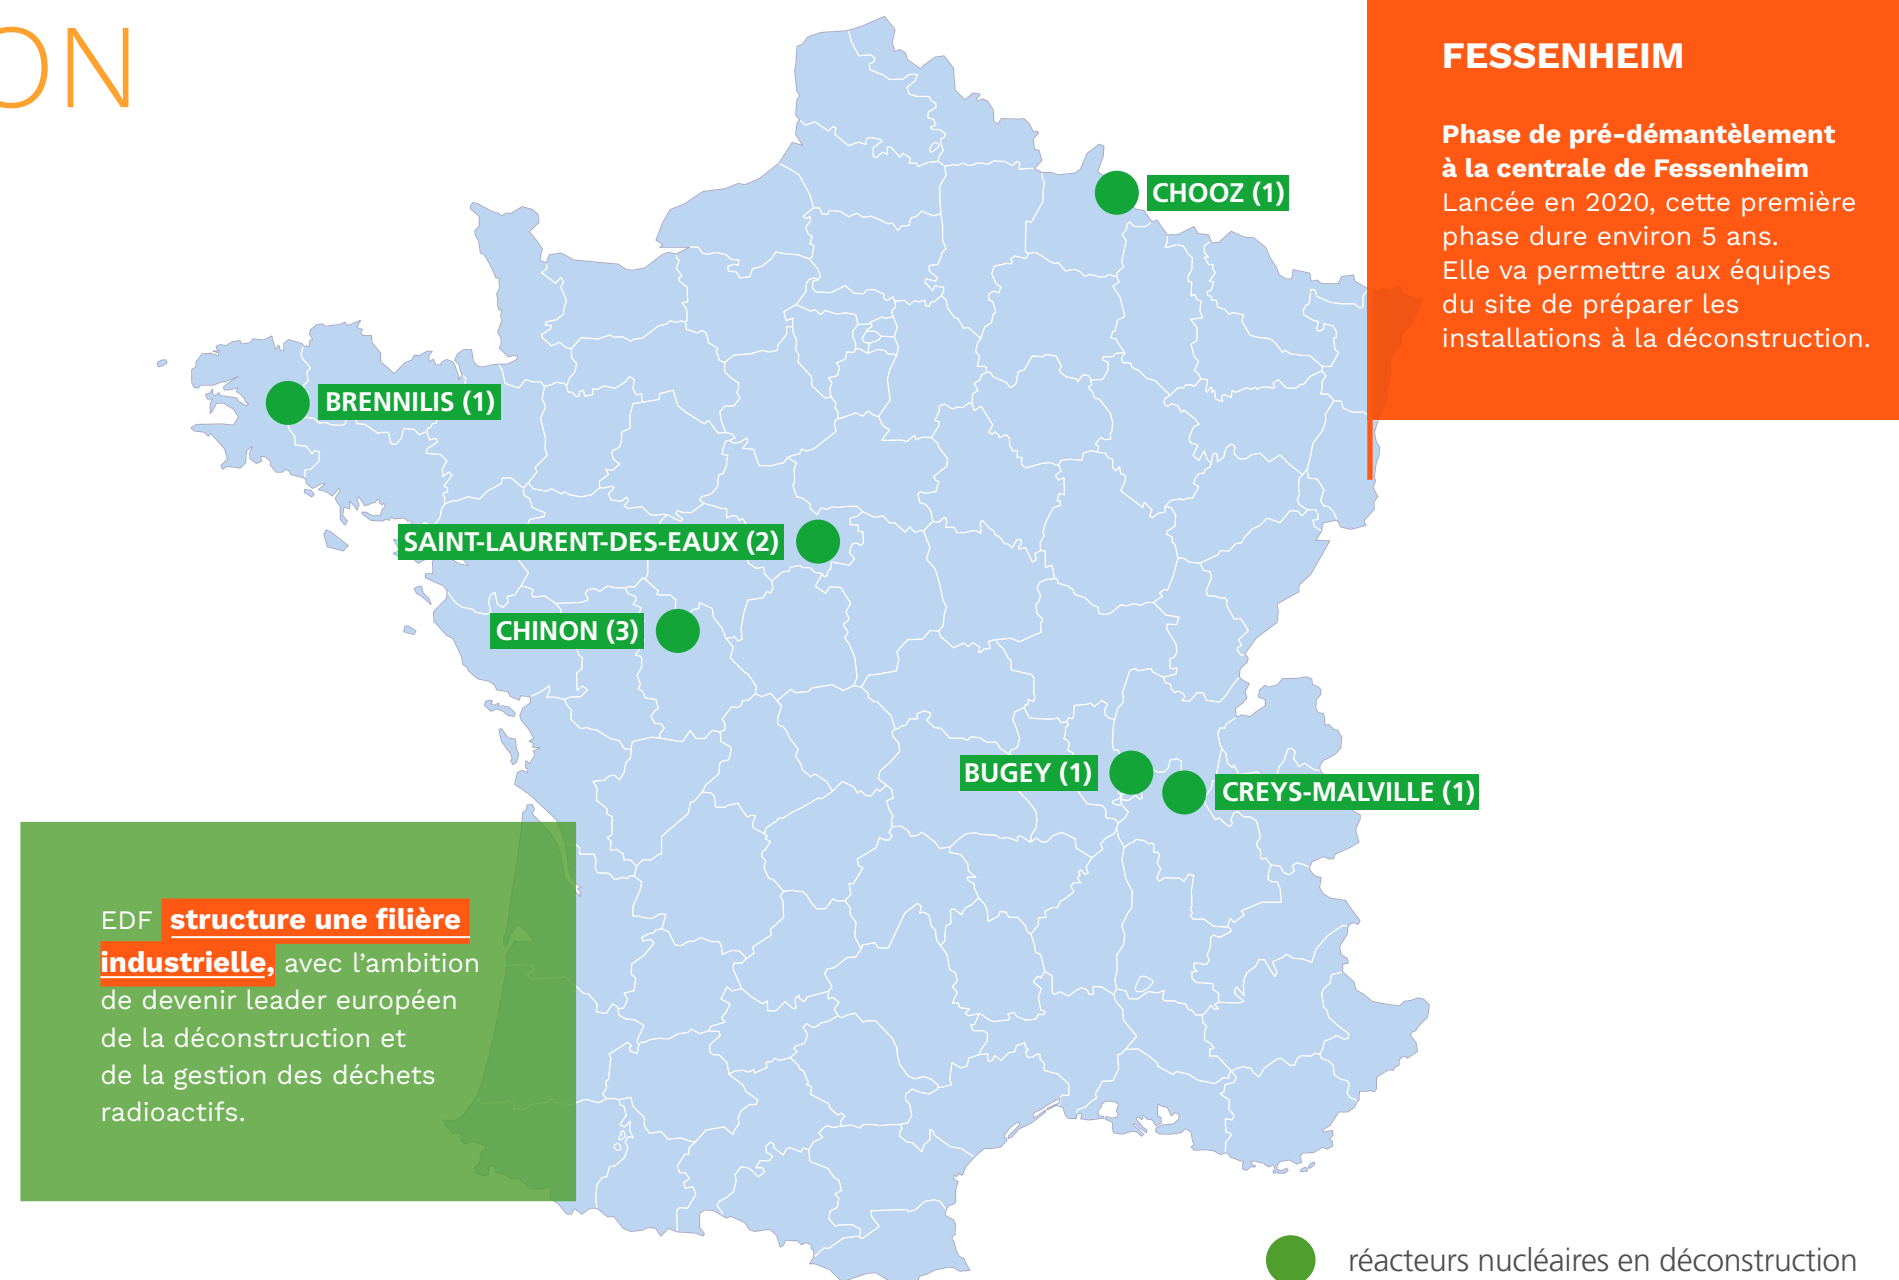 ON
FESSENHEIM
Phase de pré-démantèlement
à la centrale de Fessenheim
Lancée en 2020, cette première
phase dure environ 5 ans.
Elle va permettre aux équipes
du site de préparer les
installations à la déconstruction.
CHOOZ (1)
BRENNILIS (1)
SAINT-LAURENT-DES-EAUX (2)
CHINON (3)
BUGEY (1)
CREYS-MALVILLE (1)
EDF structure une filière
industrielle, avec l’ambition
de devenir leader européen
de la déconstruction et
de la gestion des déchets
radioactifs.
réacteurs nucléaires en déconstruction